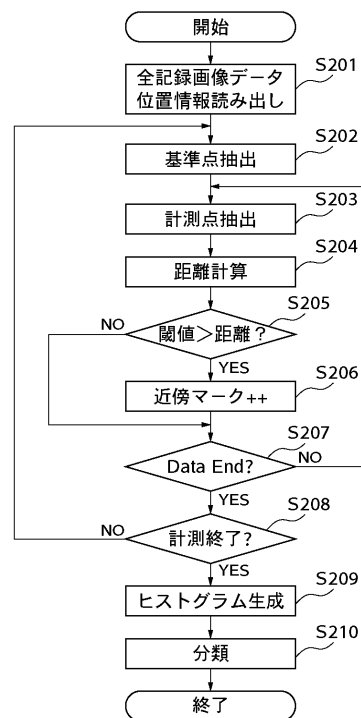 開始
S201
全記録画像データ
位置情報読み出し
S202
基準点抽出
S203
計測点抽出
S204
距離計算
S205
閾値＞距離？
NO
YES
S206
近傍マーク++
S207
Data End?
NO
YES
S208
計測終了?
NO
YES
S209
ヒストグラム生成
S210
分類
終了